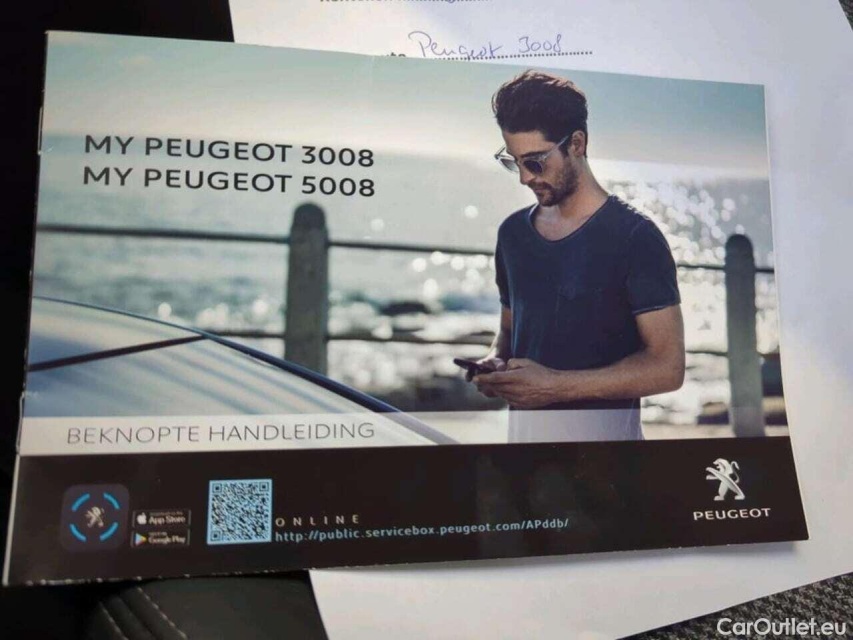 Peugeot 3008
MY PEUGEOT 3008
MY PEUGEOT 5008
BEKNOPTE HANDLEIDING
App Store
Google Play
ONLINE
http://public.servicebox.peugeot.com/APddb/
PEUGEOT
CarOutlet.eu